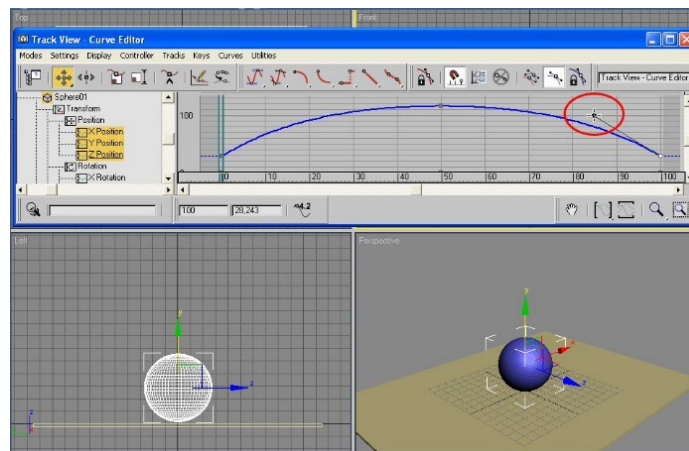 Top
Front
Track View - Curve Editor
Modes Settings Display Controller Tracks Keys Curves Utilities
Track View - Curve Editor
Sphere01
Transform
Position
X Position
Y Position
Z Position
Rotation
X Rotation
100
0 10 20 30 40 50 60 70 80 90 100
100 28,243
Left
Perspective
y
z
z
y
x
z